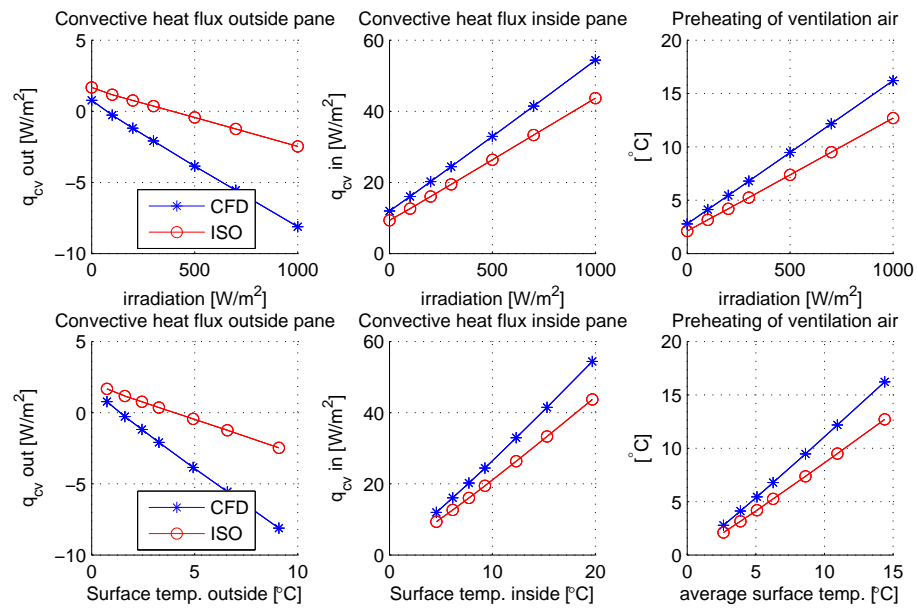 Convective heat flux outside pane
5
0
−5
−10
q_cv out [W/m²]
CFD
ISO
0
500
1000
irradiation [W/m²]
Convective heat flux inside pane
60
40
20
0
q_cv in [W/m²]
0
500
1000
irradiation [W/m²]
Preheating of ventilation air
20
15
10
5
0
[°C]
0
500
1000
irradiation [W/m²]
Convective heat flux outside pane
5
0
−5
−10
q_cv out [W/m²]
CFD
ISO
0
5
10
Surface temp. outside [°C]
Convective heat flux inside pane
60
40
20
0
q_cv in [W/m²]
0
10
20
Surface temp. inside [°C]
Preheating of ventilation air
20
15
10
5
0
[°C]
0
5
10
15
average surface temp. [°C]